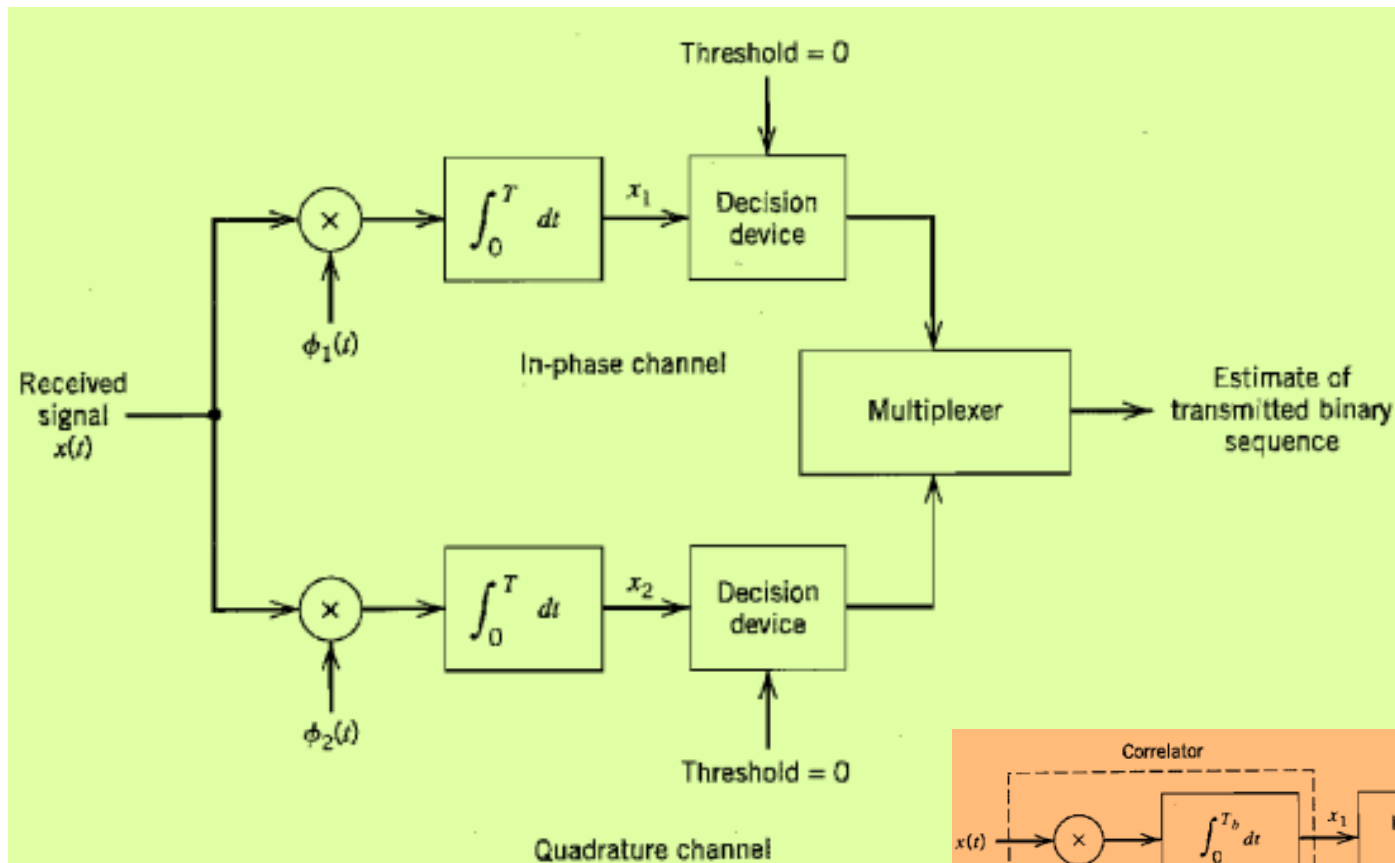 Threshold = 0
∫₀ᵀ dt
x₁
Decision
device
×
ϕ₁(t)
In-phase channel
Received
signal
x(t)
Multiplexer
Estimate of
transmitted binary
sequence
×
∫₀ᵀ dt
x₂
Decision
device
ϕ₂(t)
Threshold = 0
Quadrature channel
Correlator
x(t)
×
∫₀ᵀᵇ dt
x₁